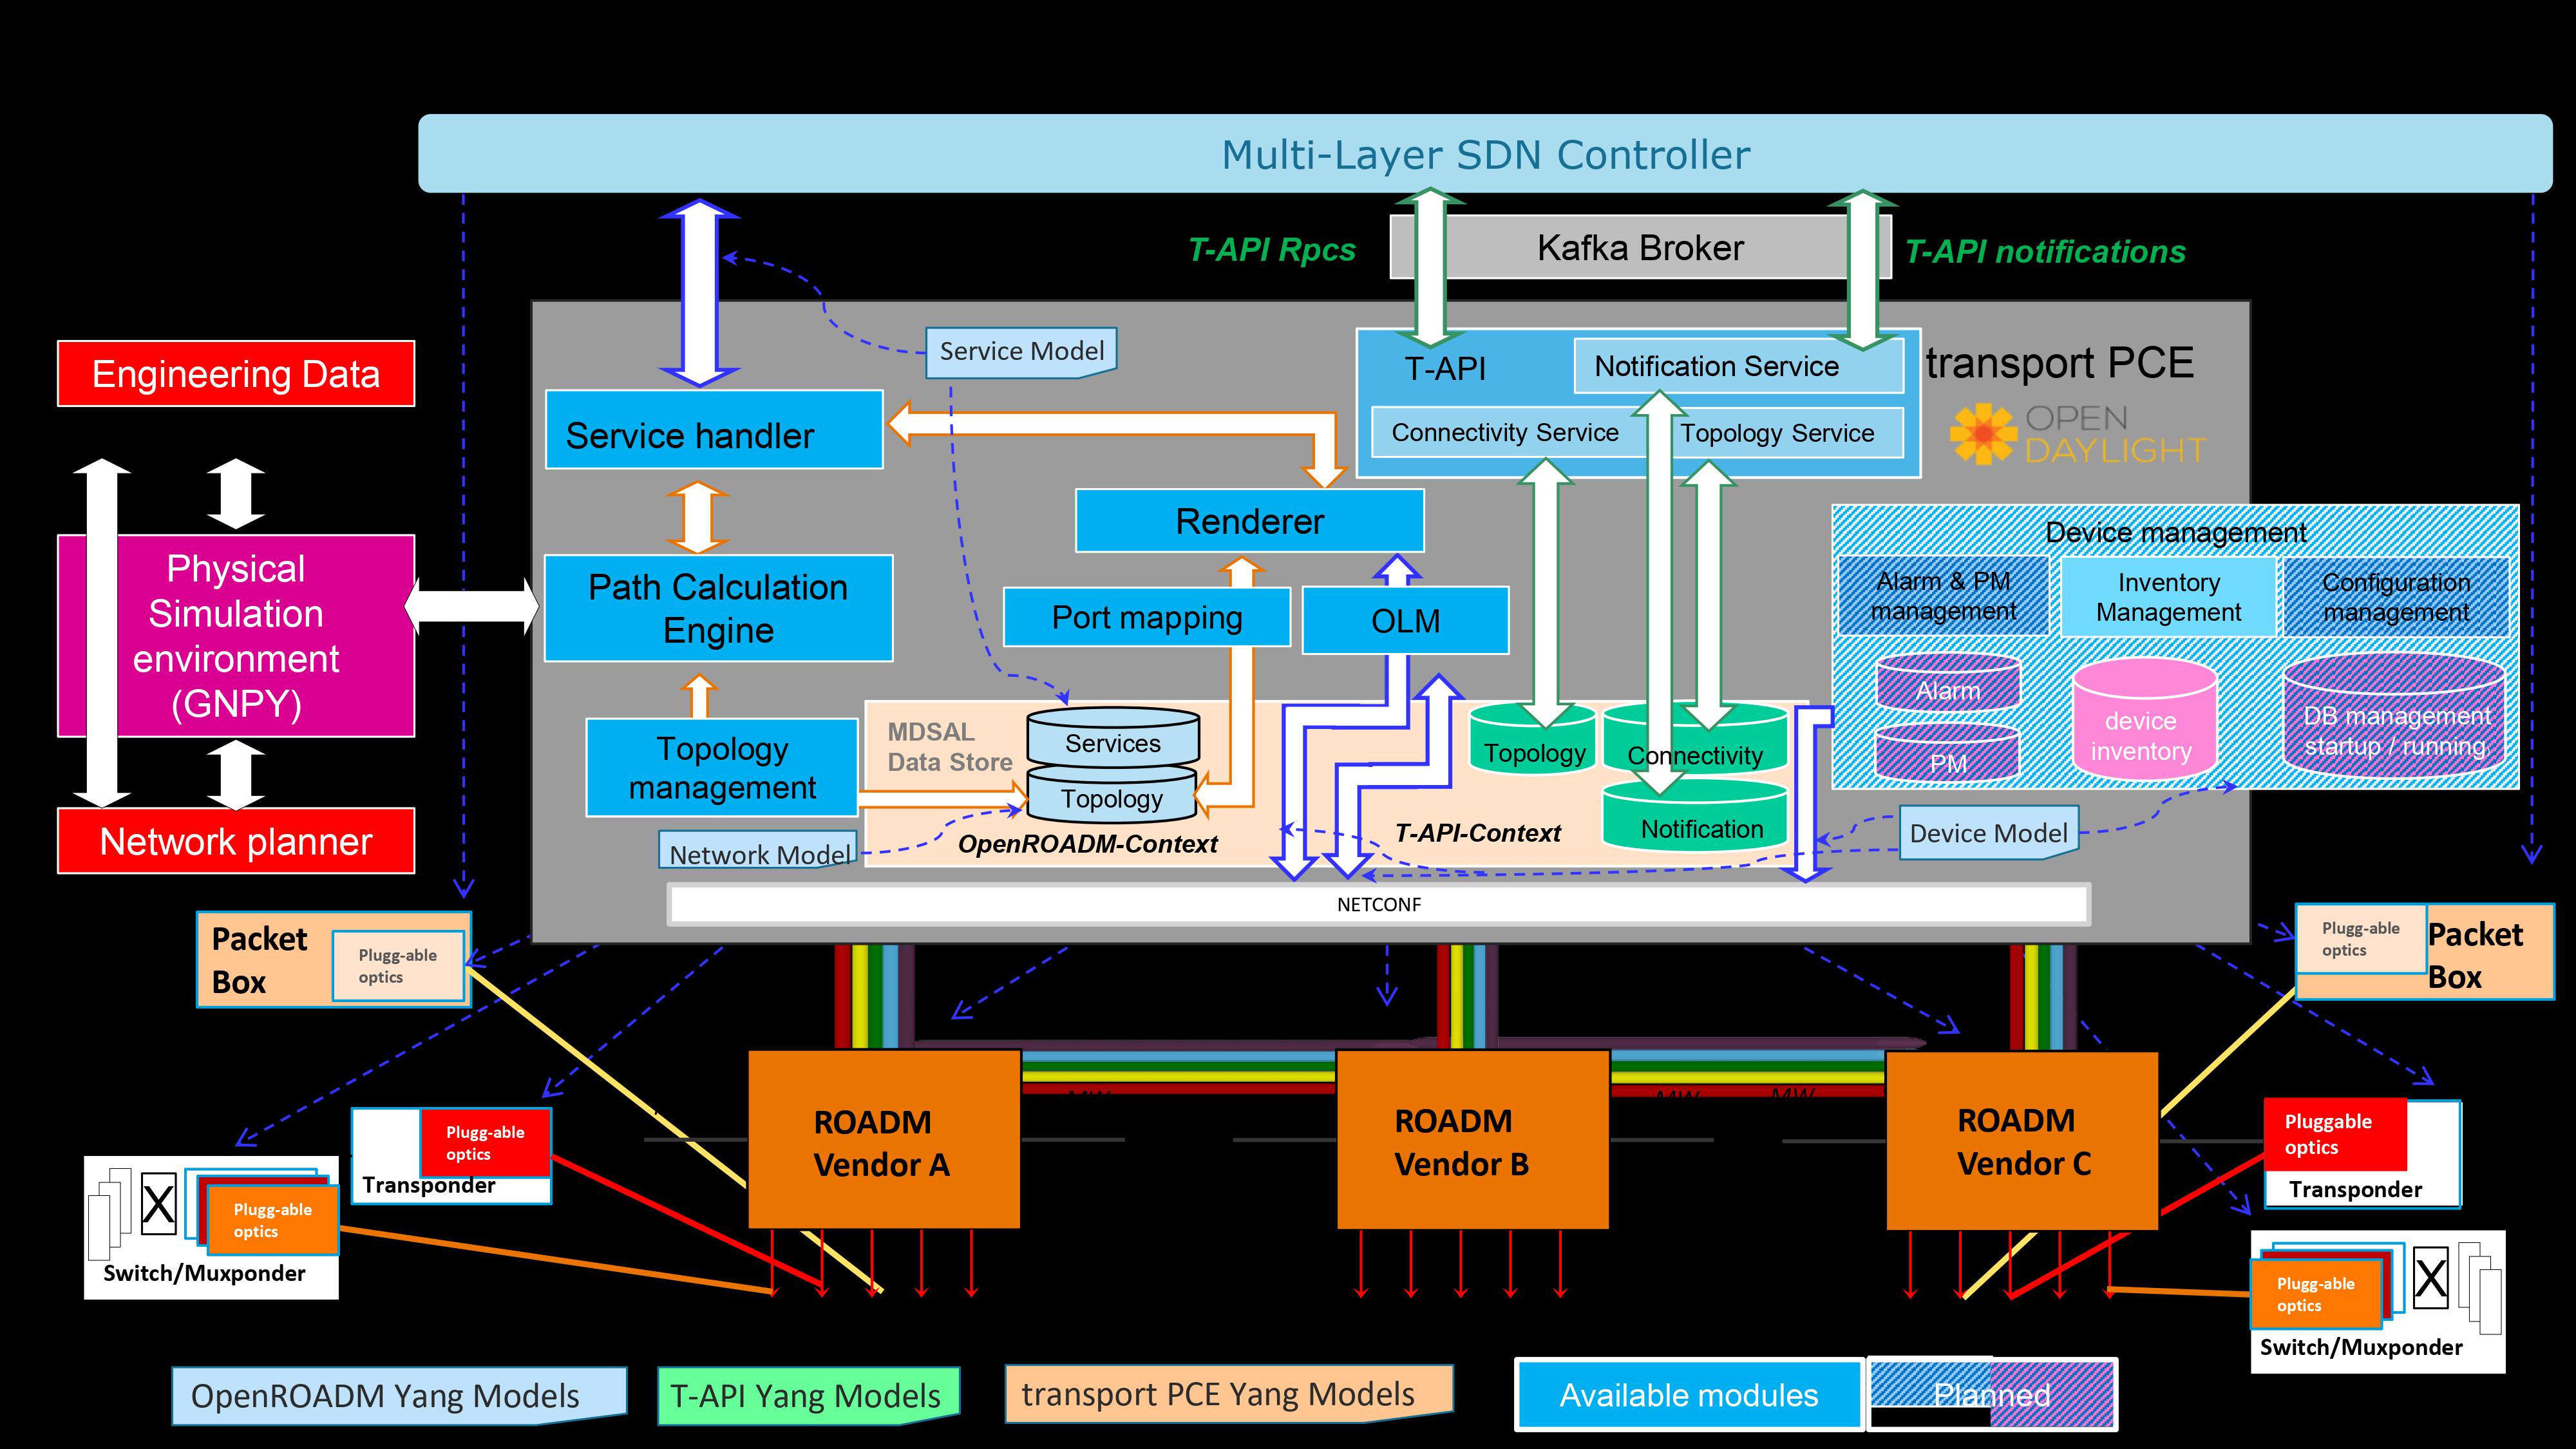 Multi-Layer SDN Controller
T-API Rpcs
Kafka Broker
T-API notifications
Engineering Data
Service Model
T-API
Notification Service
transport PCE
OPEN
DAYLIGHT
Service handler
Connectivity Service
Topology Service
Renderer
Device management
Physical
Simulation
environment
(GNPY)
Path Calculation
Engine
Port mapping
OLM
Alarm & PM
management
Inventory
Management
Configuration
management
Alarm
PM
device
inventory
DB management
startup / running
Topology
management
MDSAL
Data Store
Services
Topology
Topology
Connectivity
Notification
Network planner
Network Model
OpenROADM-Context
T-API-Context
Device Model
NETCONF
Packet
Box
Plugg-able
optics
Plugg-able
optics
Packet
Box
MW
MW
MW
ROADM
Vendor A
ROADM
Vendor B
ROADM
Vendor C
Plugg-able
optics
Transponder
Pluggable
optics
Transponder
X
Plugg-able
optics
Switch/Muxponder
Plugg-able
optics
X
Switch/Muxponder
OpenROADM Yang Models
T-API Yang Models
transport PCE Yang Models
Available modules
Planned